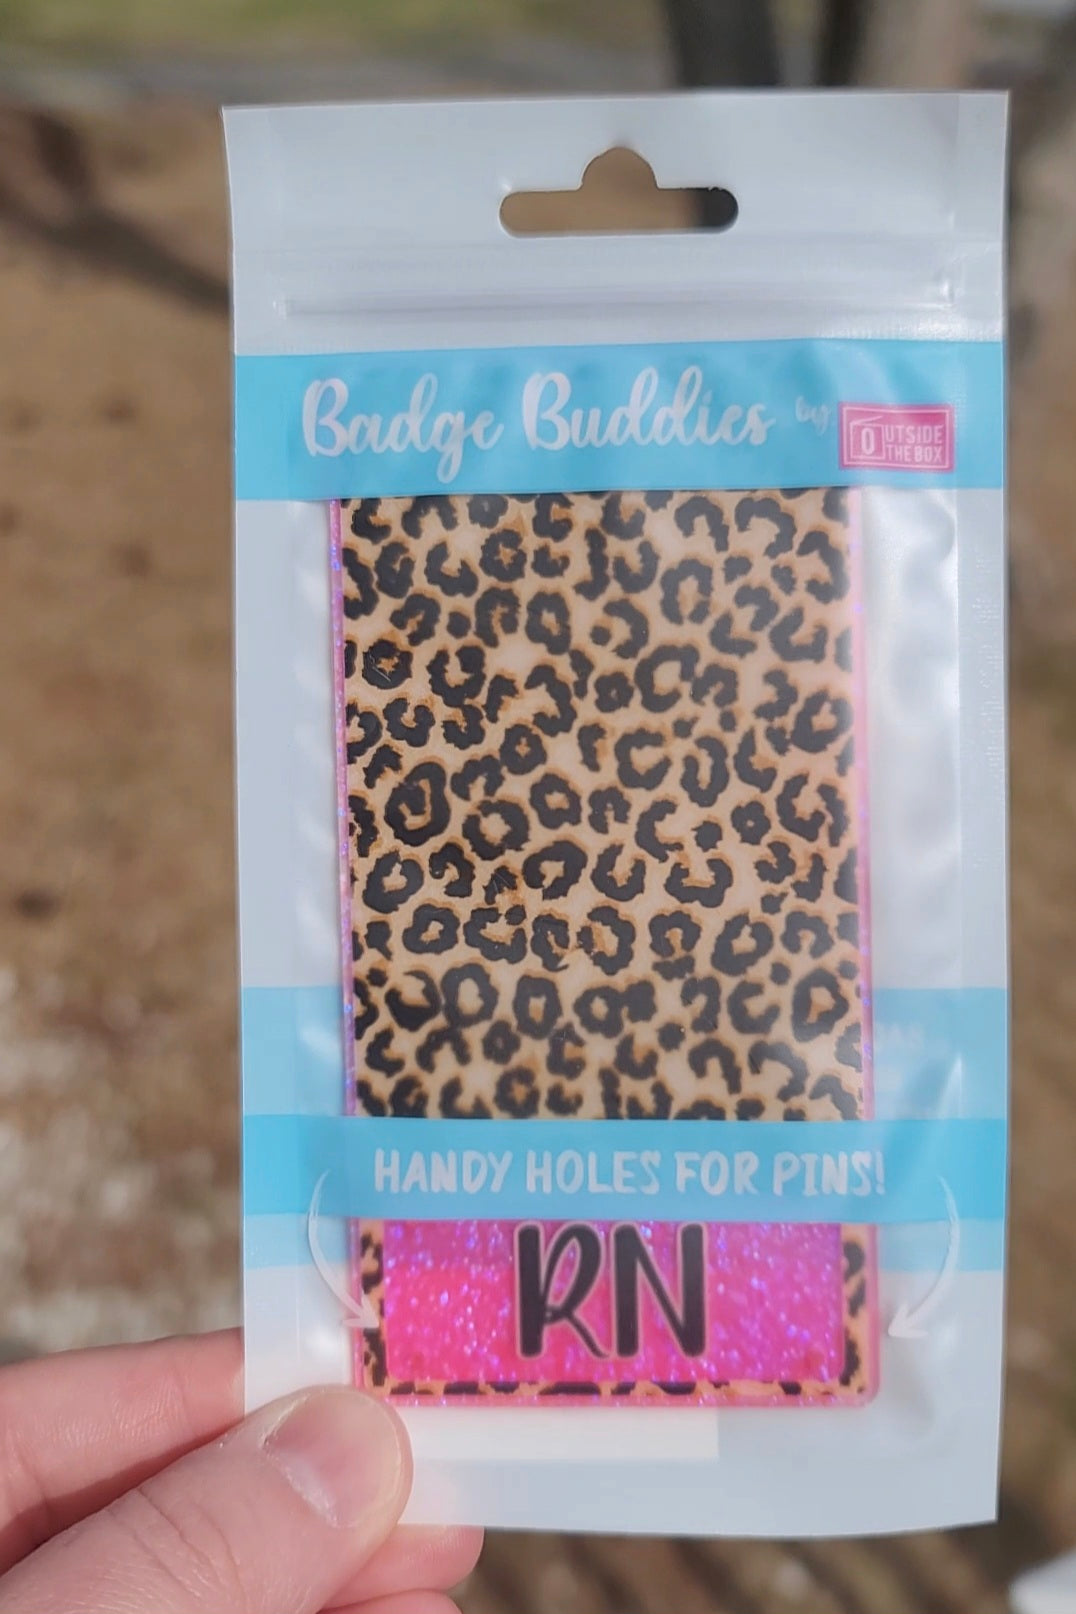 Badge Buddies by
OUTSIDE
THE BOX
HANDY HOLES FOR PINS!
RN